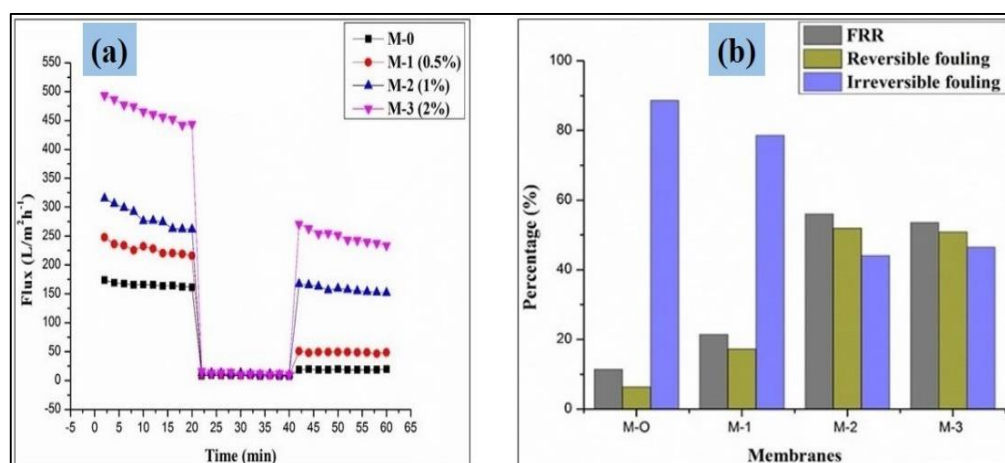 (a)
M-0
M-1 (0.5%)
M-2 (1%)
M-3 (2%)
550
500
450
400
350
300
250
200
150
100
50
0
-50
Flux (L/m²h⁻¹)
-5 0 5 10 15 20 25 30 35 40 45 50 55 60 65
Time (min)
(b)
FRR
Reversible fouling
Irreversible fouling
100
80
60
40
20
0
Percentage (%)
M-O M-1 M-2 M-3
Membranes